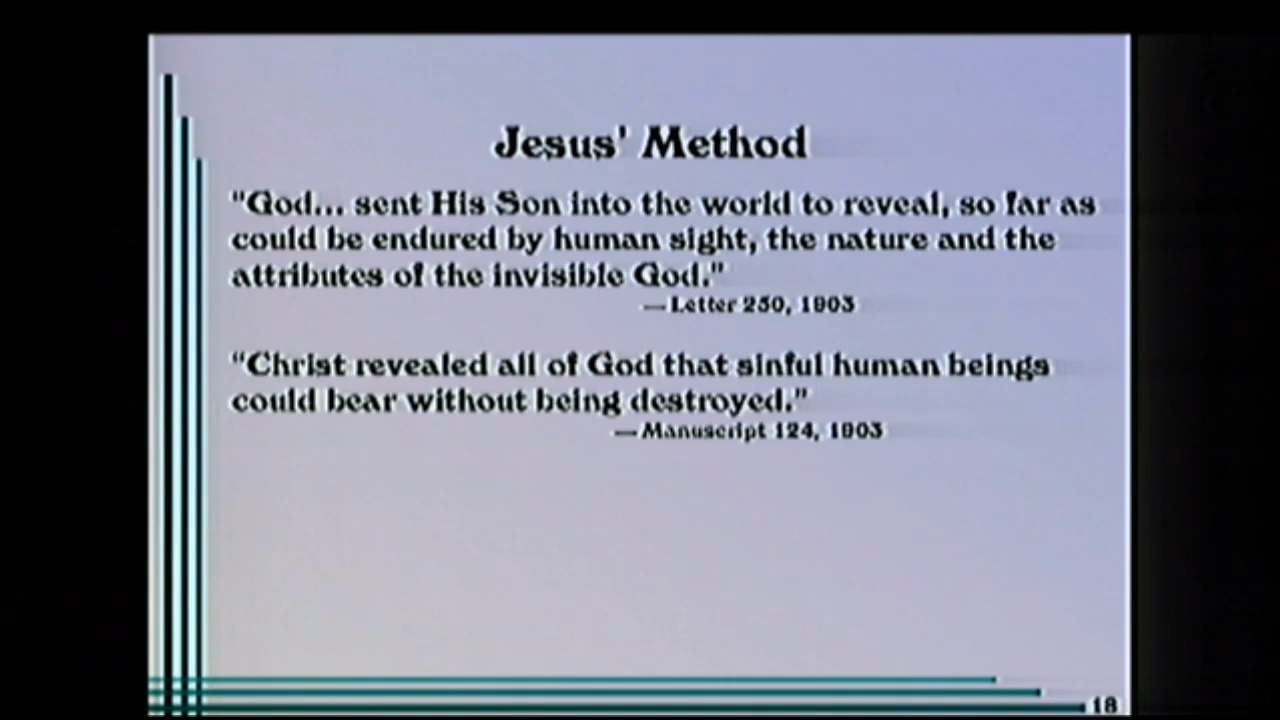 Jesus' Method
"God... sent His Son into the world to reveal, so far as
could be endured by human sight, the nature and the
attributes of the invisible God."
— Letter 250, 1903
"Christ revealed all of God that sinful human beings
could bear without being destroyed."
— Manuscript 124, 1903
18